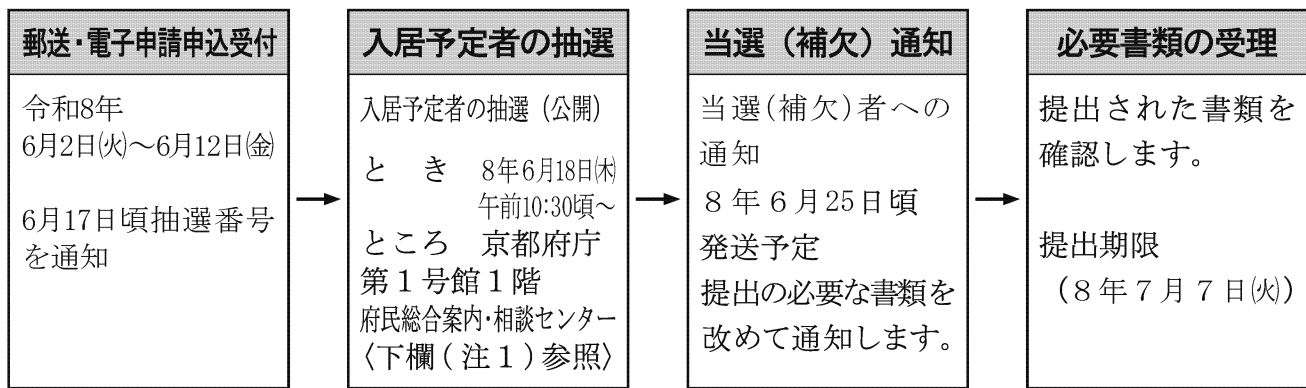 郵送・電子申請申込受付
令和8年
6月2日㈫～6月12日㈮
6月17日頃抽選番号
を通知
入居予定者の抽選
入居予定者の抽選（公開）
と　き　8年6月18日㈭
午前10:30頃～
ところ　京都府庁
第１号館１階
府民総合案内・相談センター
〈下欄（注１）参照〉
当選（補欠）通知
当選（補欠）者への
通知
８年６月25日頃
発送予定
提出の必要な書類を
改めて通知します。
必要書類の受理
提出された書類を
確認します。
提出期限
（８年７月７日㈫）